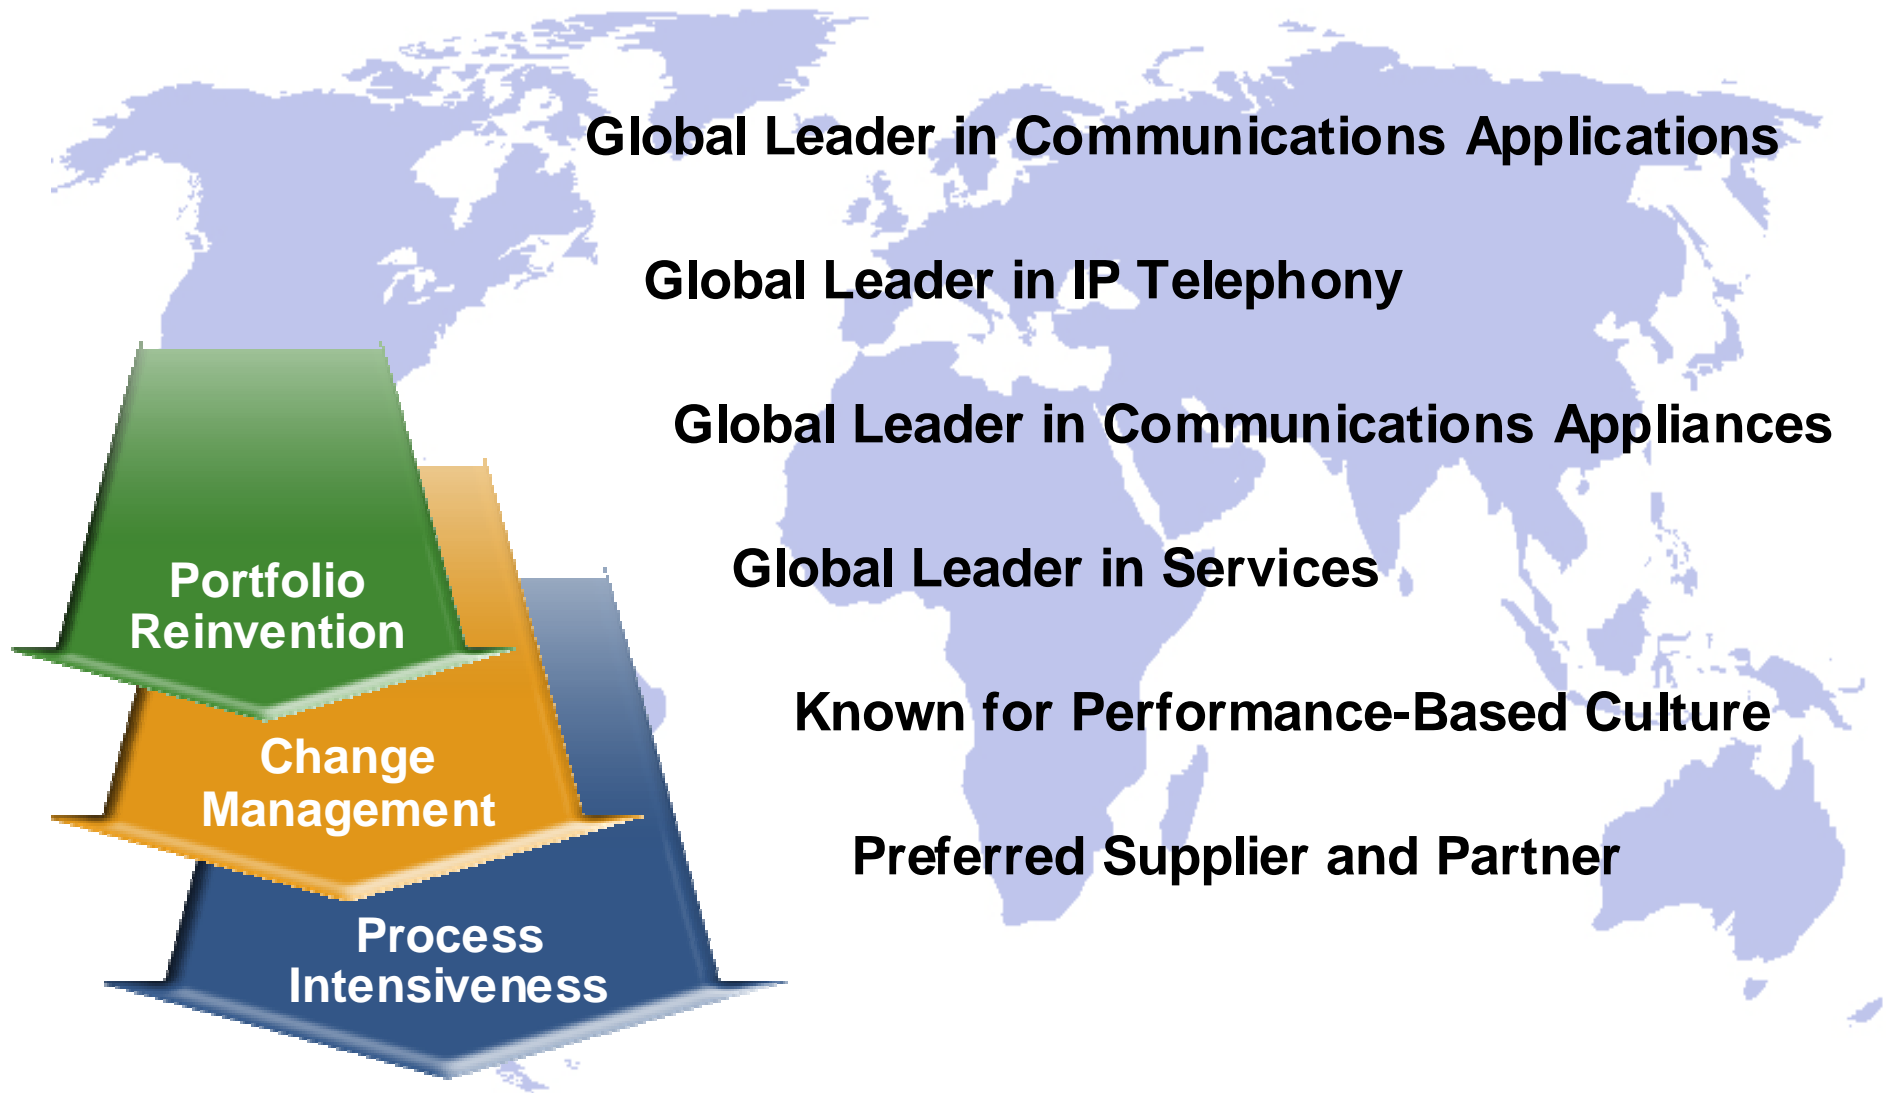 Global Leader in Communications Applications
Global Leader in IP Telephony
Global Leader in Communications Appliances
Global Leader in Services
Known for Performance-Based Culture
Preferred Supplier and Partner
Portfolio
Reinvention
Change
Management
Process
Intensiveness